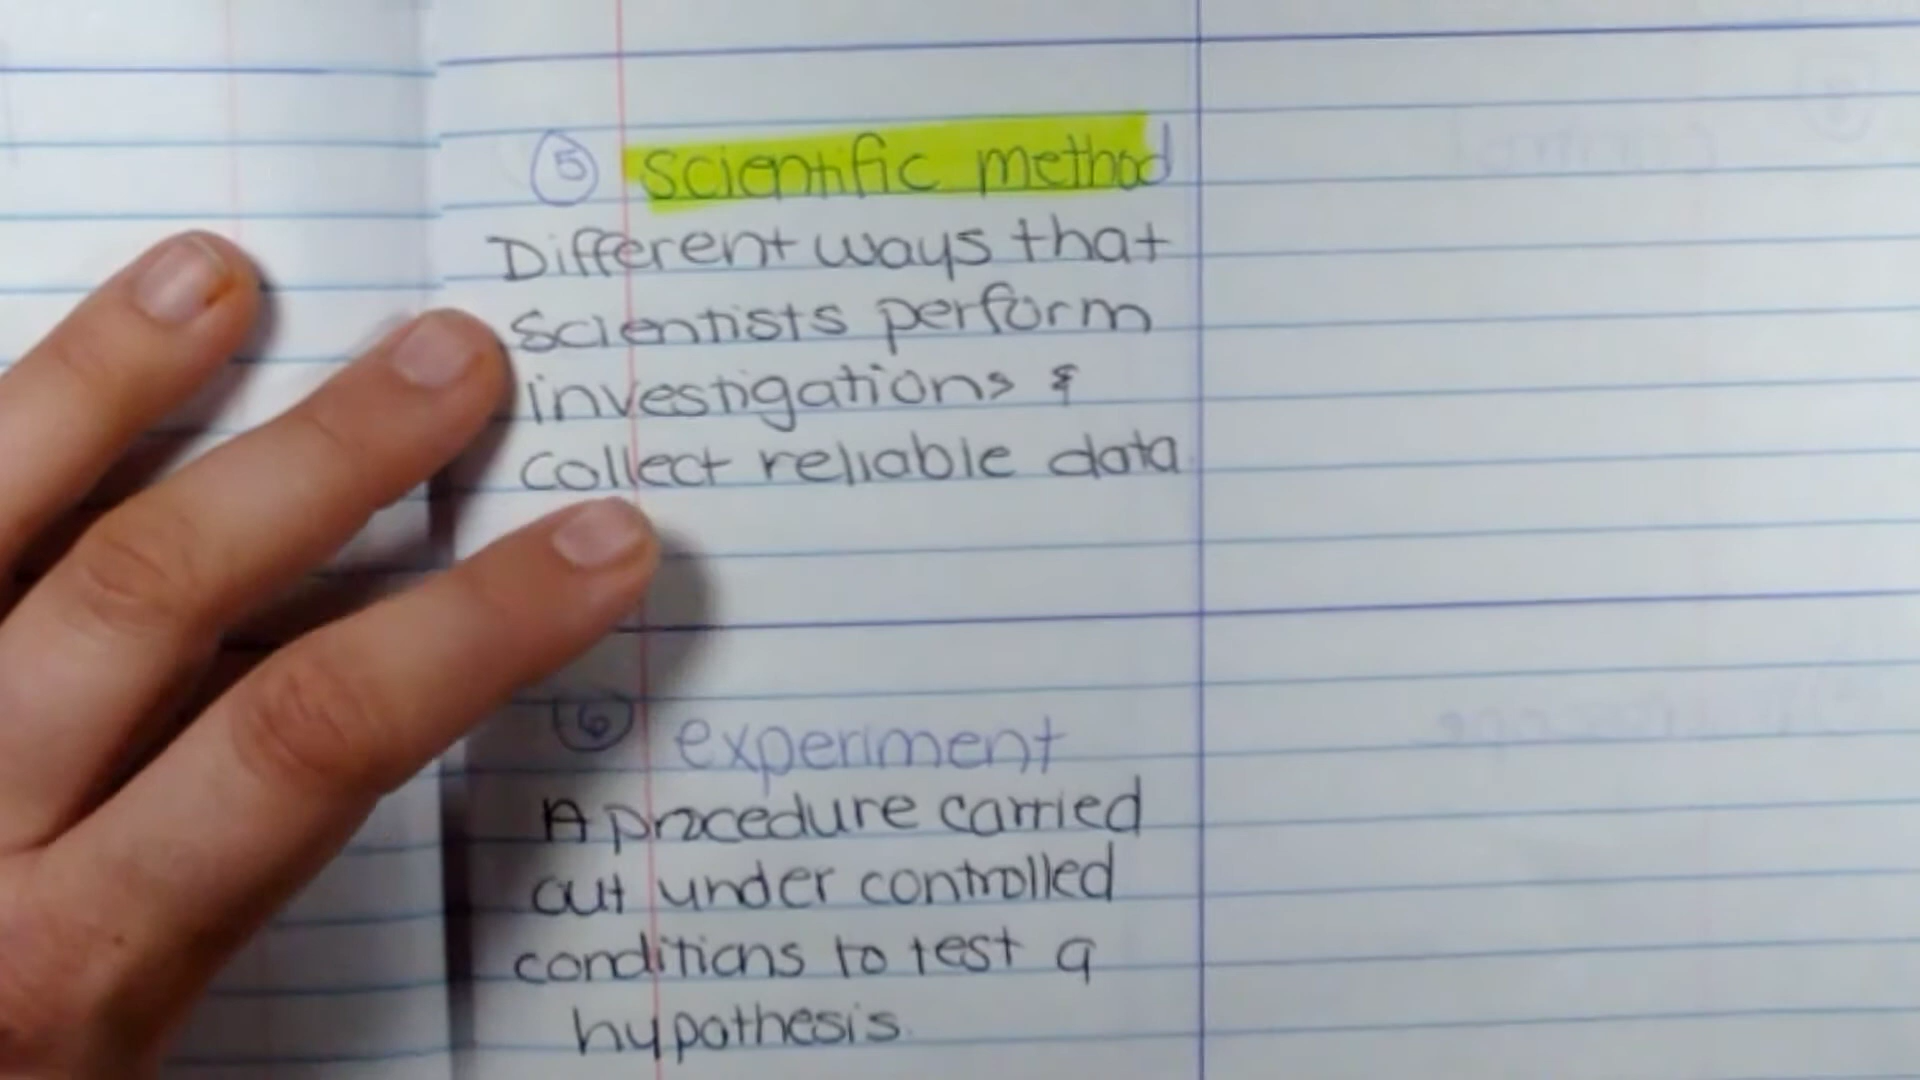 5 scientific method
Different ways that
Scientists perform
investigations &
collect reliable data
6 experiment
A procedure carried
out under controlled
conditions to test a
hypothesis.